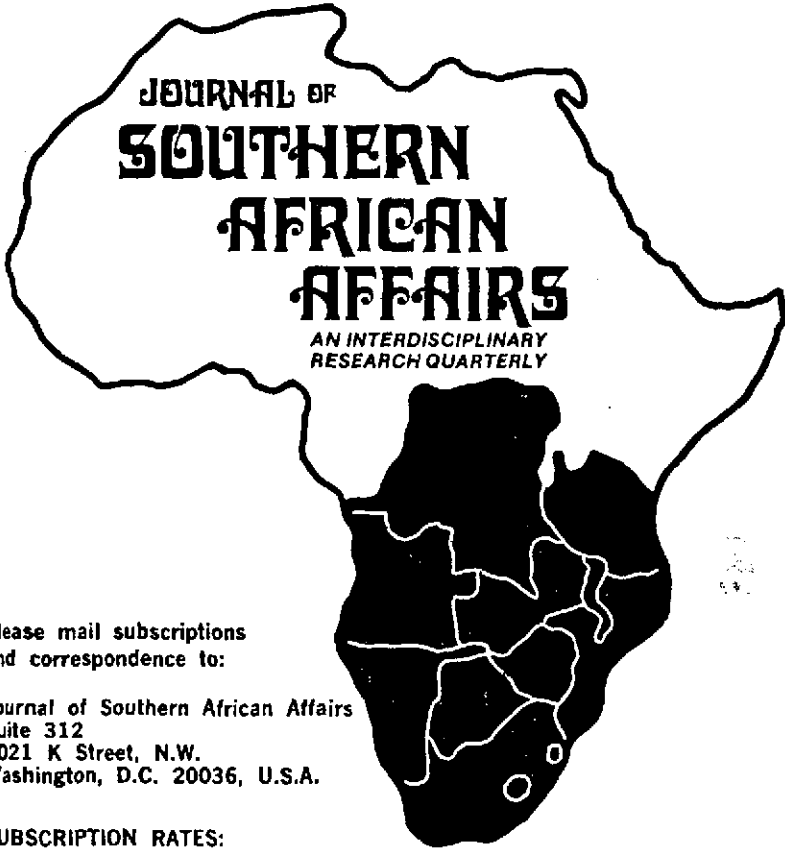 JOURNAL OF
SOUTHERN
AFRICAN
AFFAIRS
AN INTERDISCIPLINARY
RESEARCH QUARTERLY
lease mail subscriptions
nd correspondence to:
ournal of Southern African Affairs
uite 312
021 K Street, N.W.
ashington, D.C. 20036, U.S.A.
UBSCRIPTION RATES: